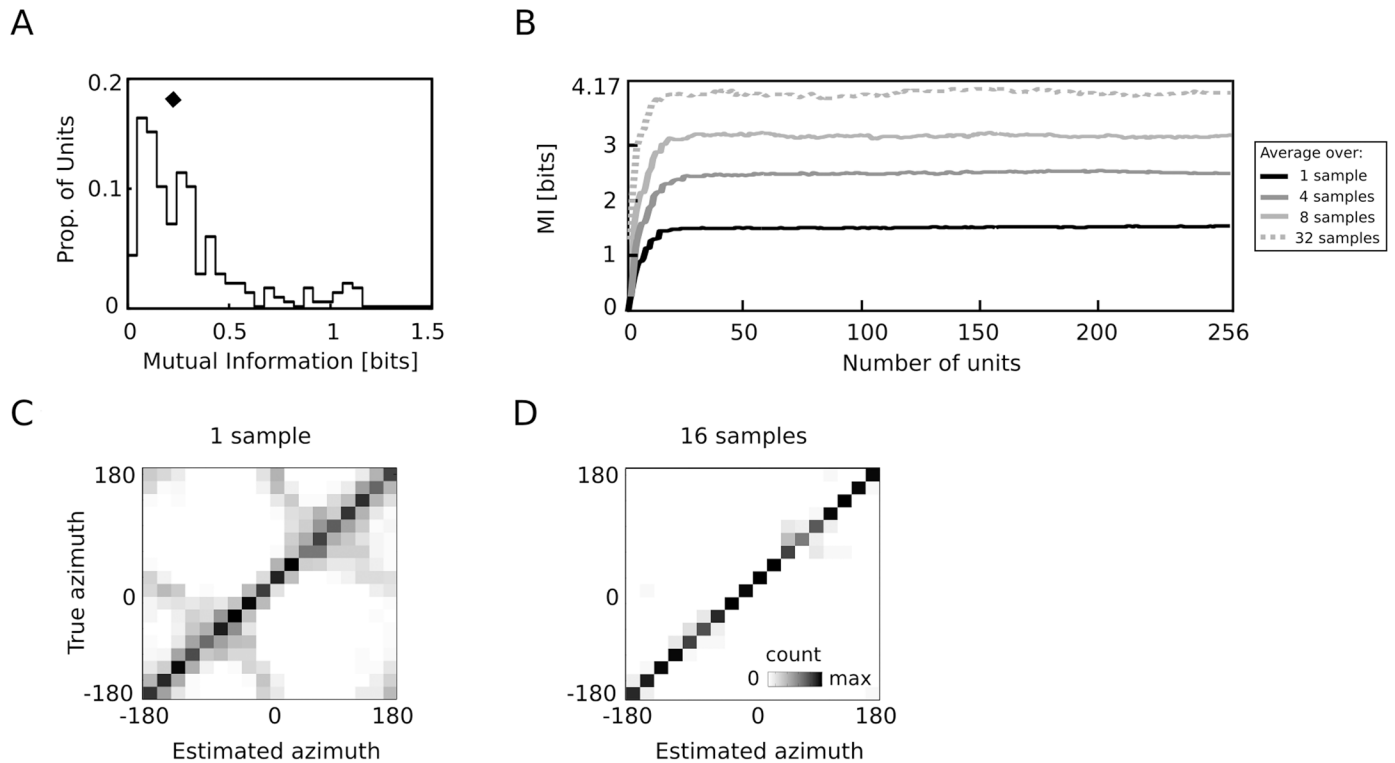 A
B
0.2
0.1
0
Prop. of Units
0 0.5 1 1.5
Mutual Information [bits]
4.17
3
2
1
0
MI [bits]
0 50 100 150 200 256
Number of units
Average over:
1 sample
4 samples
8 samples
32 samples
C
D
1 sample
180
0
-180
True azimuth
-180 0 180
Estimated azimuth
16 samples
180
0
-180
count
0 max
-180 0 180
Estimated azimuth